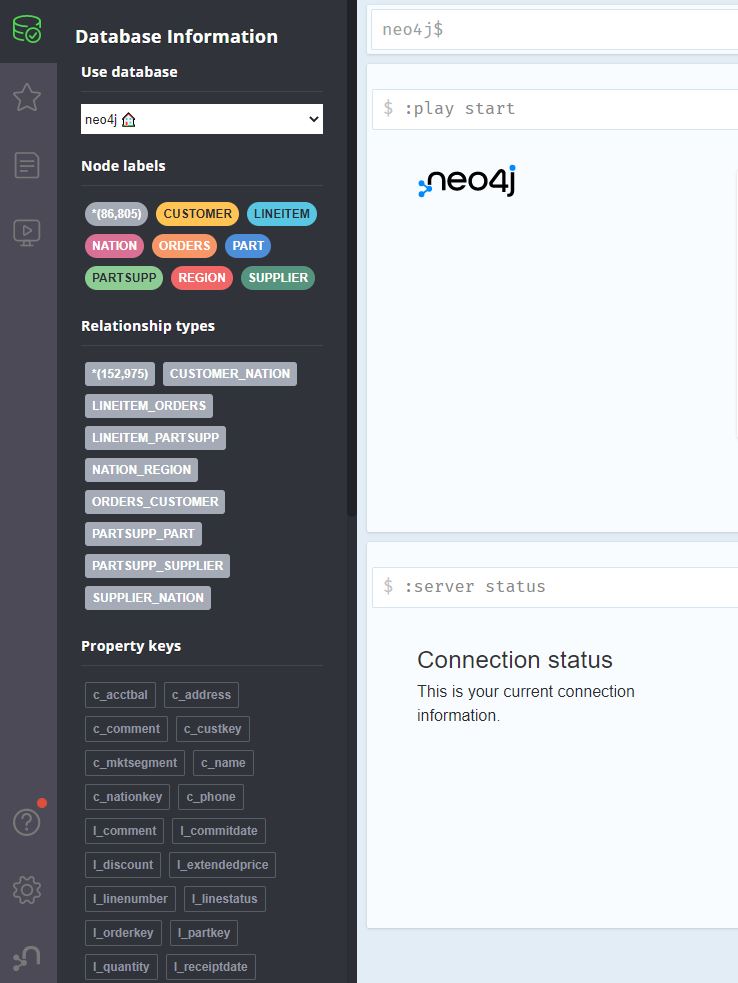 Database Information
Use database
neo4j
Node labels
*(86,805) CUSTOMER LINEITEM
NATION ORDERS PART
PARTSUPP REGION SUPPLIER
Relationship types
*(152,975) CUSTOMER_NATION
LINEITEM_ORDERS
LINEITEM_PARTSUPP
NATION_REGION
ORDERS_CUSTOMER
PARTSUPP_PART
PARTSUPP_SUPPLIER
SUPPLIER_NATION
Property keys
c_acctbal c_address
c_comment c_custkey
c_mktsegment c_name
c_nationkey c_phone
l_comment l_commitdate
l_discount l_extendedprice
l_linenumber l_linestatus
l_orderkey l_partkey
l_quantity l_receiptdate
neo4j$
$ :play start
neo4j
$ :server status
Connection status
This is your current connection
information.